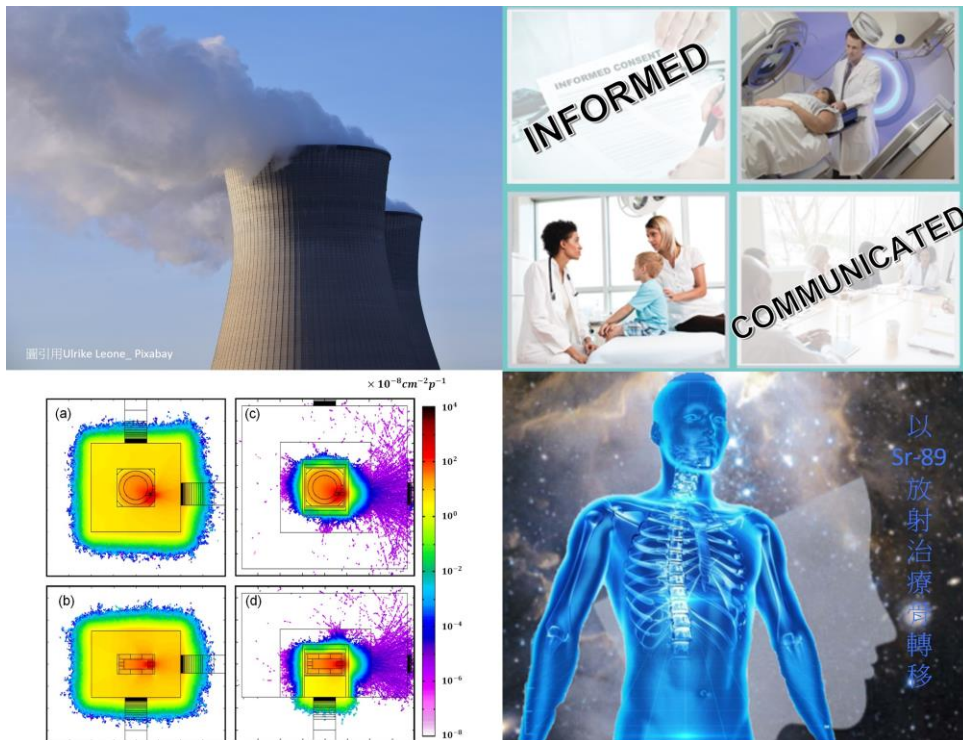 圖引用Ulrike Leone_ Pixabay
INFORMED CONSENT
INFORMED
COMMUNICATED
× 10⁻⁸cm⁻²p⁻¹
(a)
(c)
(b)
(d)
10⁴
10²
10⁰
10⁻²
10⁻⁴
10⁻⁶
10⁻⁸
以
Sr-89
放
射
治
療
骨
轉
移